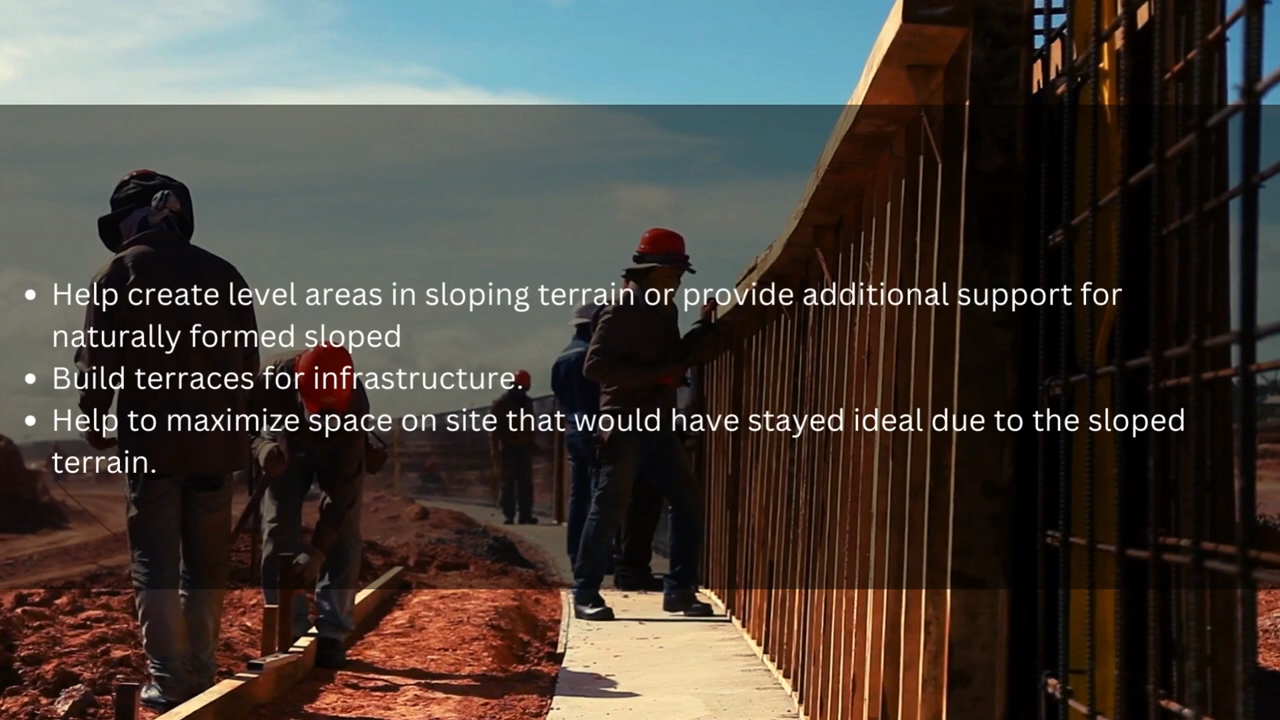 • Help create level areas in sloping terrain or provide additional support for
naturally formed sloped
• Build terraces for infrastructure.
• Help to maximize space on site that would have stayed ideal due to the sloped
terrain.